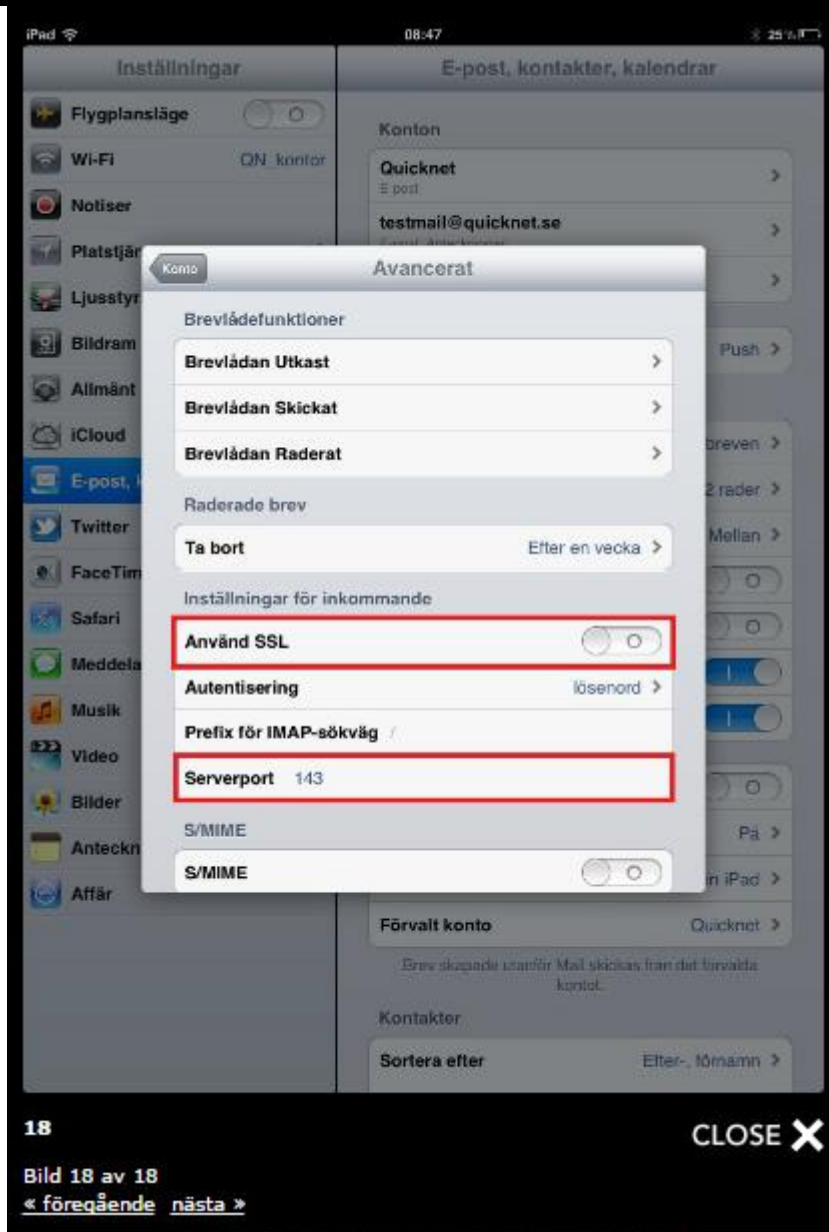 iPad 08:47 25 %
Inställningar
E-post, kontakter, kalendrar
Flygplansläge
Wi-Fi QN_kontor
Notiser
Platstjär
Ljusstyr
Bildram
Allmänt
iCloud
E-post, k
Twitter
FaceTim
Safari
Meddela
Musik
Video
Bilder
Anteckn
Affär
Konton
Quicknet
E-post
testmail@quicknet.se
Push
breven
2 rader
Mellan
På
n iPad
Konto
Avancerat
Brevlådefunktioner
Brevlådan Utkast
Brevlådan Skickat
Brevlådan Raderat
Raderade brev
Ta bort Efter en vecka
Inställningar för inkommande
Använd SSL
Autentisering lösenord
Prefix för IMAP-sökväg /
Serverport 143
S/MIME
S/MIME
Förvalt konto Quicknet
Brev skapade utanför Mail skickas från det förvalda
kontot.
Kontakter
Sortera efter Efter-, förnamn
18
CLOSE X
Bild 18 av 18
« föregående nästa »